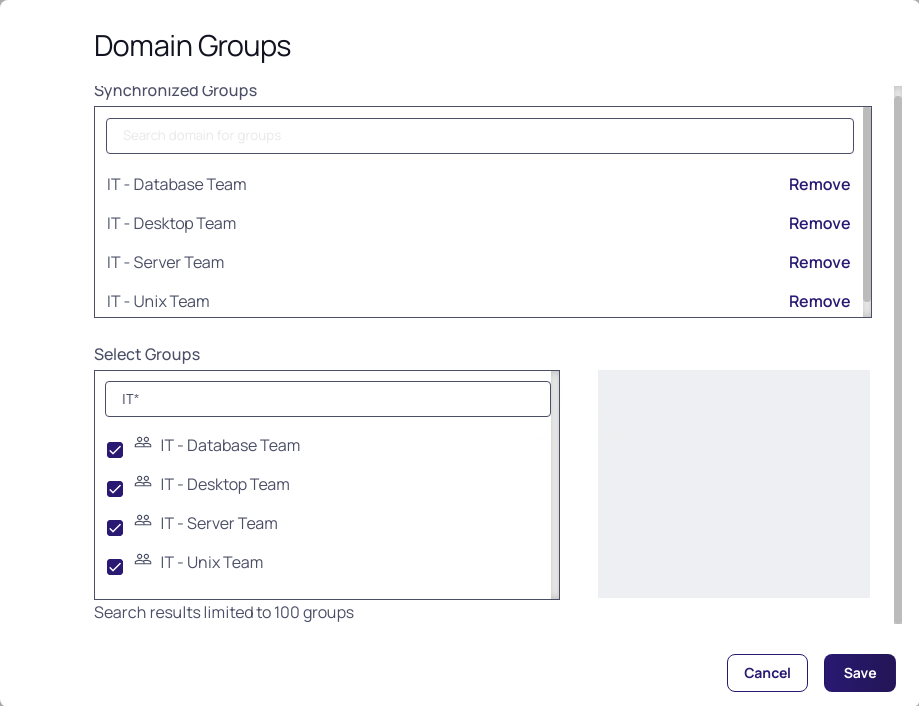 Domain Groups
Synchronized Groups
Search domain for groups
IT - Database Team Remove
IT - Desktop Team Remove
IT - Server Team Remove
IT - Unix Team Remove
Select Groups
IT*
IT - Database Team
IT - Desktop Team
IT - Server Team
IT - Unix Team
Search results limited to 100 groups
Cancel Save